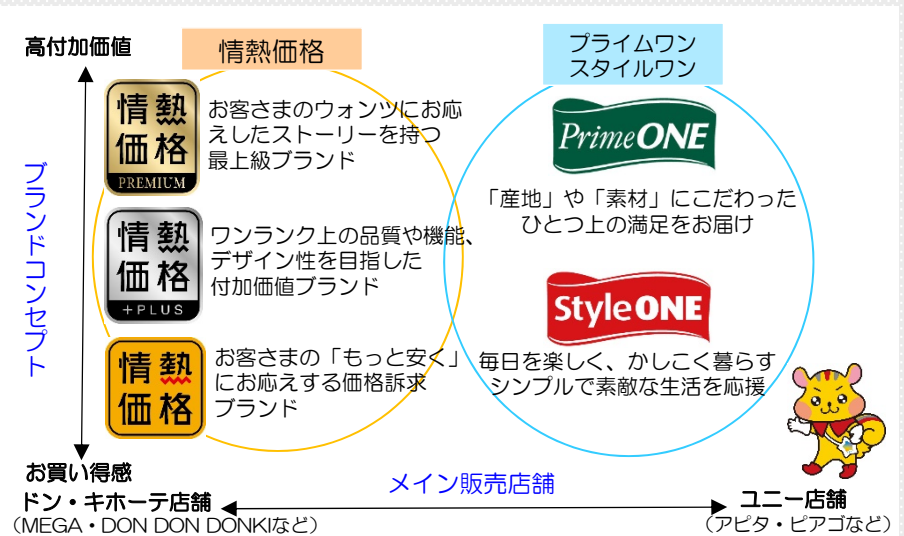 高付加価値
情熱価格
プライムワン
スタイルワン
情熱
価格
PREMIUM
お客さまのウォンツにお応
えしたストーリーを持つ
最上級ブランド
Prime ONE
「産地」や「素材」にこだわった
ひとつ上の満足をお届け
ブランドコンセプト
情熱
価格
+PLUS
ワンランク上の品質や機能、
デザイン性を目指した
付加価値ブランド
Style ONE
毎日を楽しく、かしこく暮らす
シンプルで素敵な生活を応援
情熱
価格
お客さまの「もっと安く」
にお応えする価格訴求
ブランド
お買い得感
メイン販売店舗
ドン・キホーテ店舗
(MEGA・DON DON DONKIなど)
ユニー店舗
(アピタ・ピアゴなど)